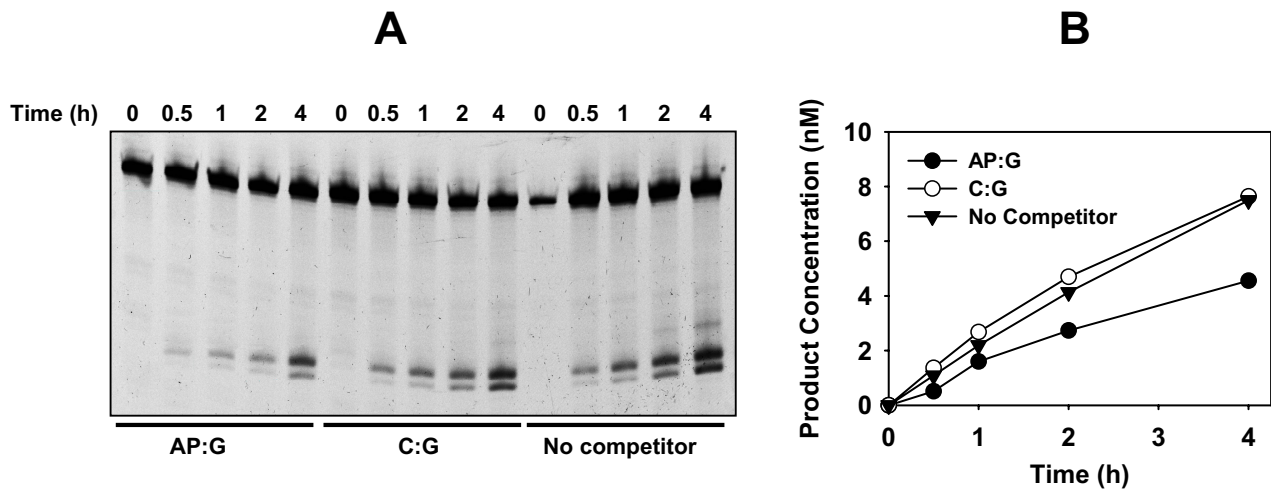 A
Time (h) 0 0.5 1 2 4 0 0.5 1 2 4 0 0.5 1 2 4
AP:G C:G No competitor
B
Product Concentration (nM)
10
8
6
4
2
0
AP:G
C:G
No Competitor
0 1 2 3 4
Time (h)